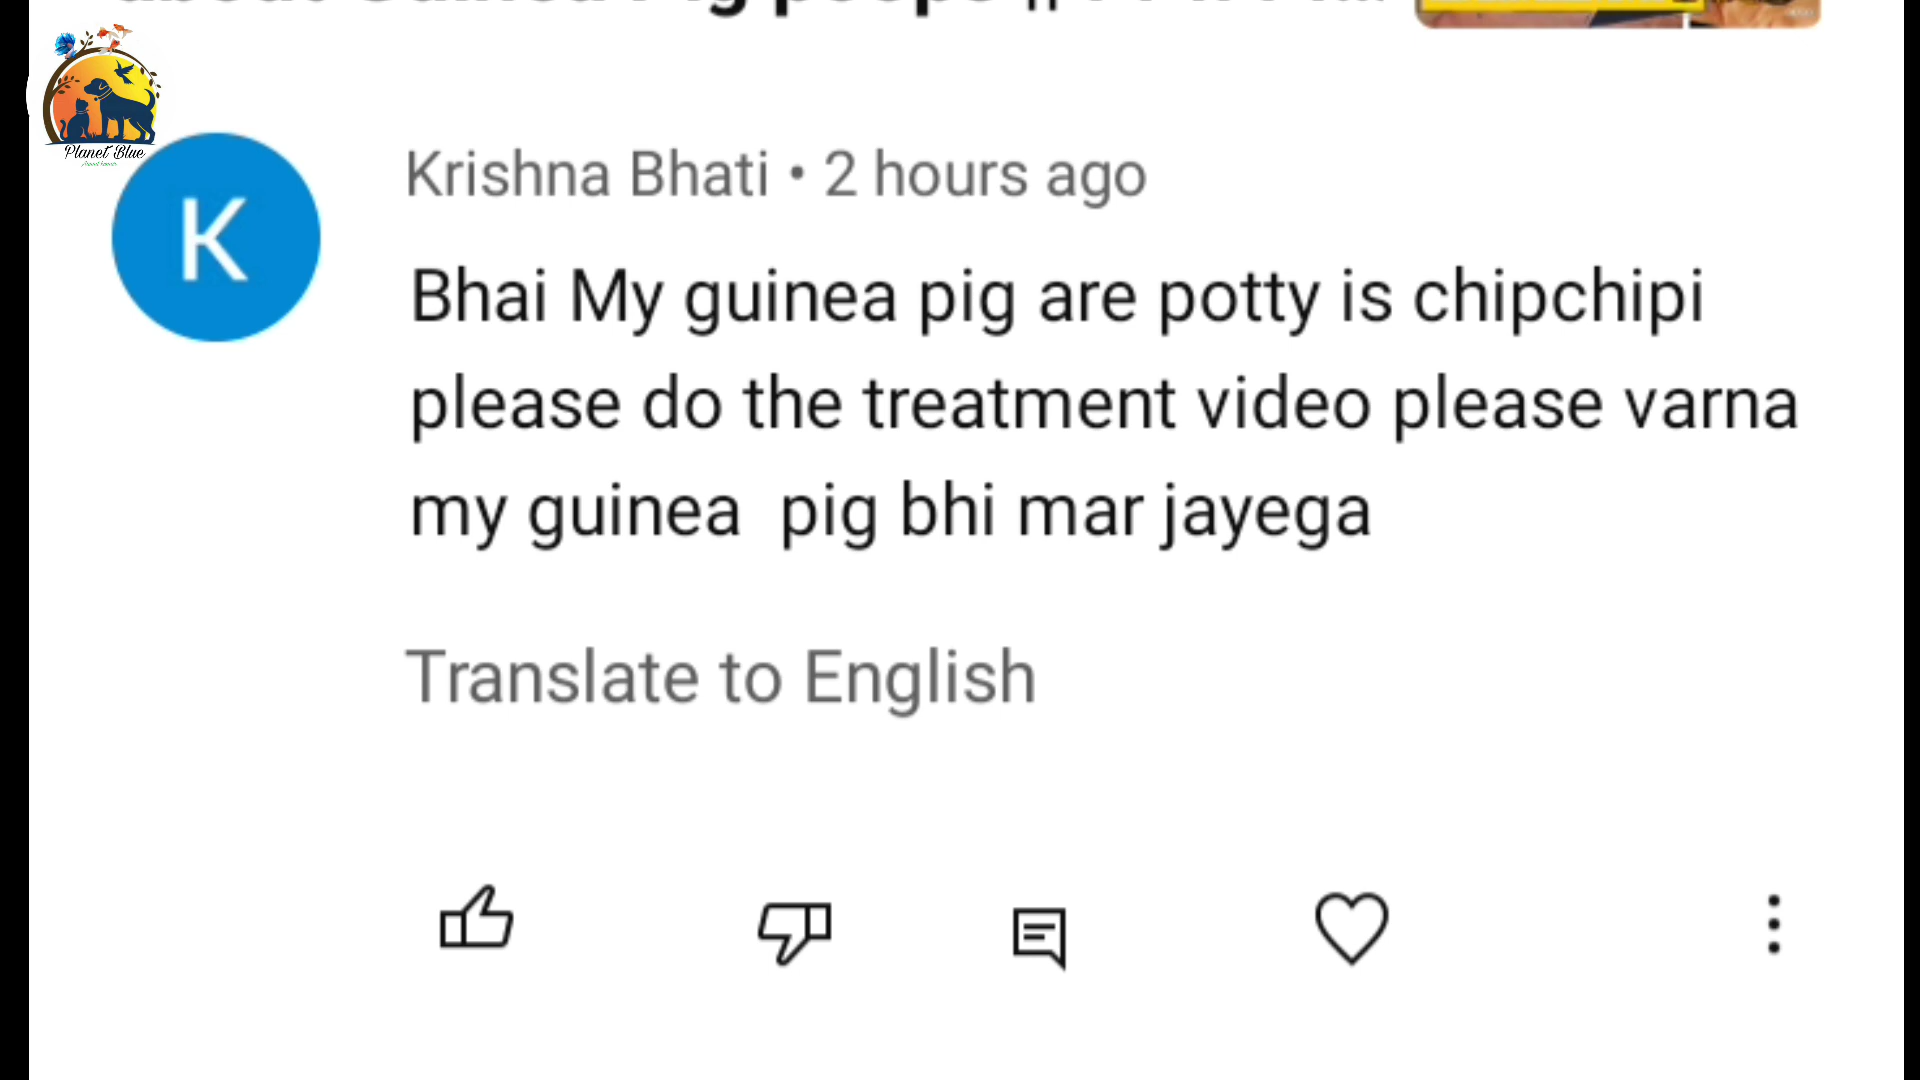 Planet Blue
Krishna Bhati • 2 hours ago
K
Bhai My guinea pig are potty is chipchipi
please do the treatment video please varna
my guinea  pig bhi mar jayega
Translate to English